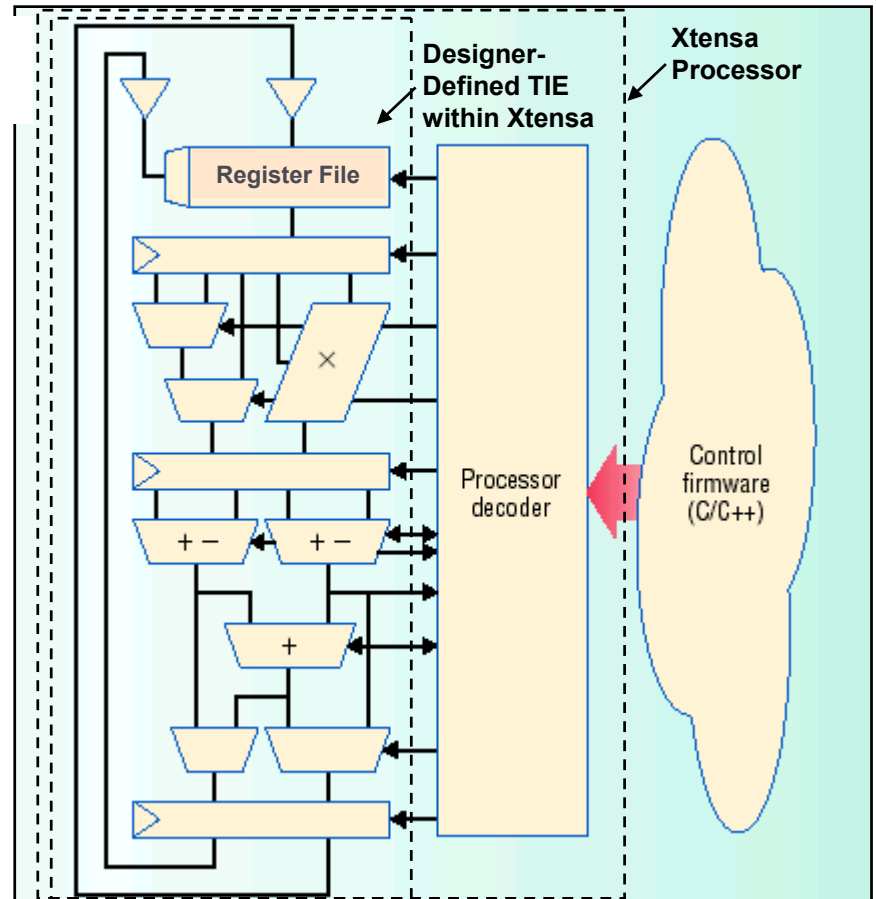 Designer-
Defined TIE
within Xtensa
Xtensa
Processor
Register File
×
Processor
decoder
Control
firmware
(C/C++)
+ −
+ −
+